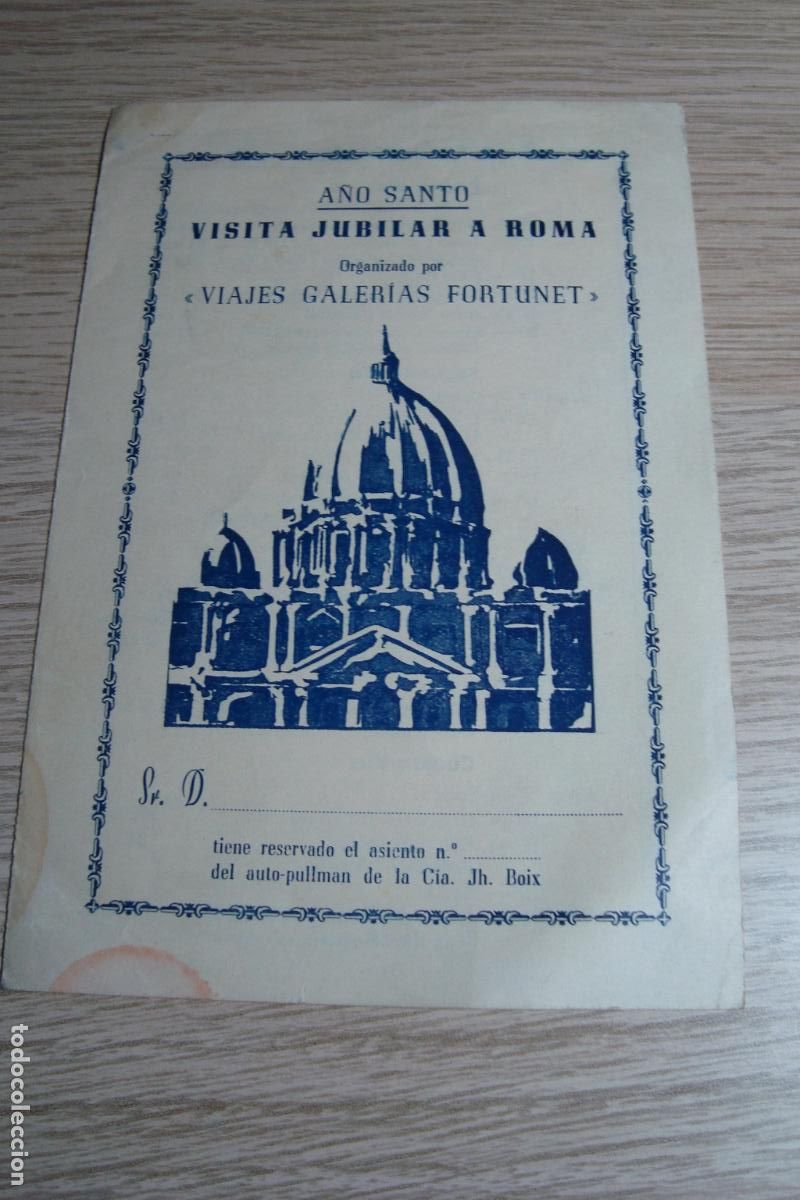 AÑO SANTO
VISITA JUBILAR A ROMA
Organizado por
« VIAJES GALERÍAS FORTUNET »
Sr. D.
tiene reservado el asiento n.º
del auto-pullman de la Cía. Jh. Boix
todocoleccion